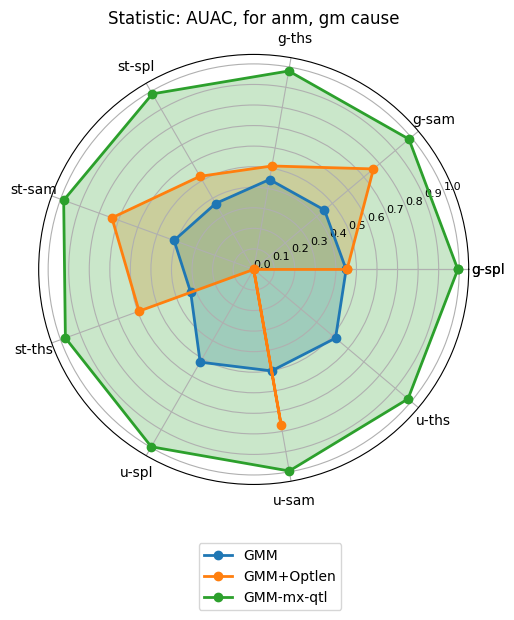 Statistic: AUAC, for anm, gm cause
g-ths
st-spl
g-sam
st-sam
1.0
0.9
0.8
0.7
0.6
0.5
0.4
0.3
0.2
0.1
0.0
g-spl
st-ths
u-ths
u-spl
u-sam
GMM
GMM+Optlen
GMM-mx-qtl